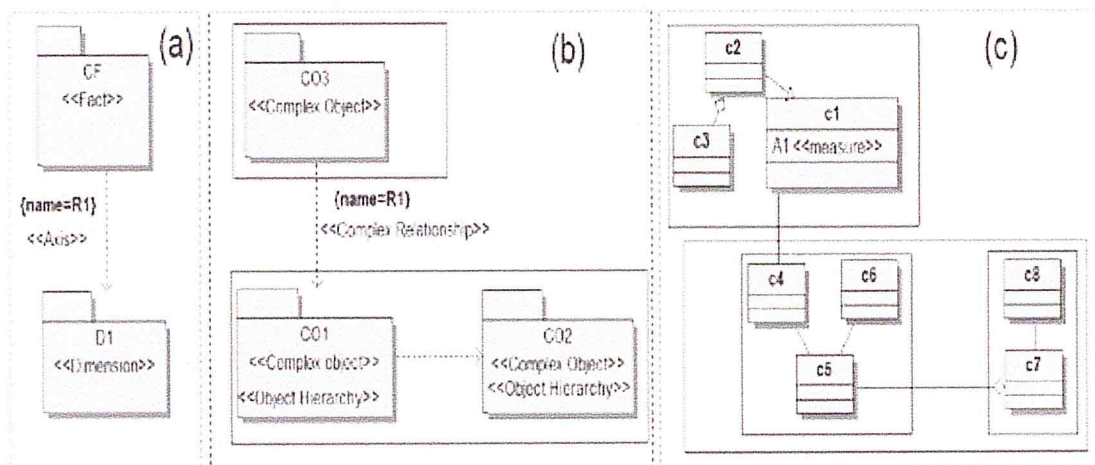 (a)
CF
<<Fact>>
{name=R1}
<<Axis>>
D1
<<Dimension>>
(b)
CO3
<<Complex Object>>
{name=R1}
<<Complex Relationship>>
CO1
<<Complex object>>
<<Object Hierarchy>>
CO2
<<Complex Object>>
<<Object Hierarchy>>
(c)
c2
c3
c1
A1 <<measure>>
c4
c6
c5
c8
c7